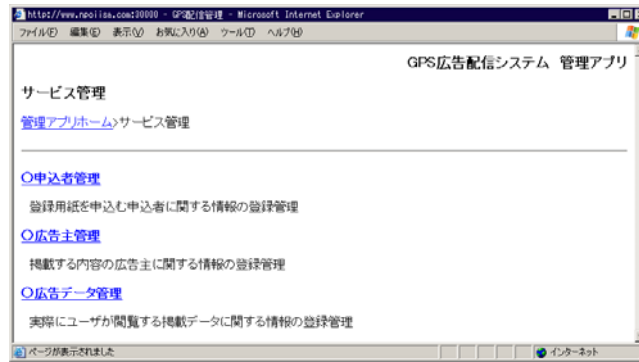 http://www.npoiisa.com:30000 - GPS配信管理 - Microsoft Internet Explorer
ファイル(F) 編集(E) 表示(V) お気に入り(A) ツール(T) ヘルプ(H)
GPS広告配信システム 管理アプリ
サービス管理
管理アプリホーム>サービス管理
○申込者管理
登録用紙を申込む申込者に関する情報の登録管理
○広告主管理
掲載する内容の広告主に関する情報の登録管理
○広告データ管理
実際にユーザが閲覧する掲載データに関する情報の登録管理
ページが表示されました インターネット